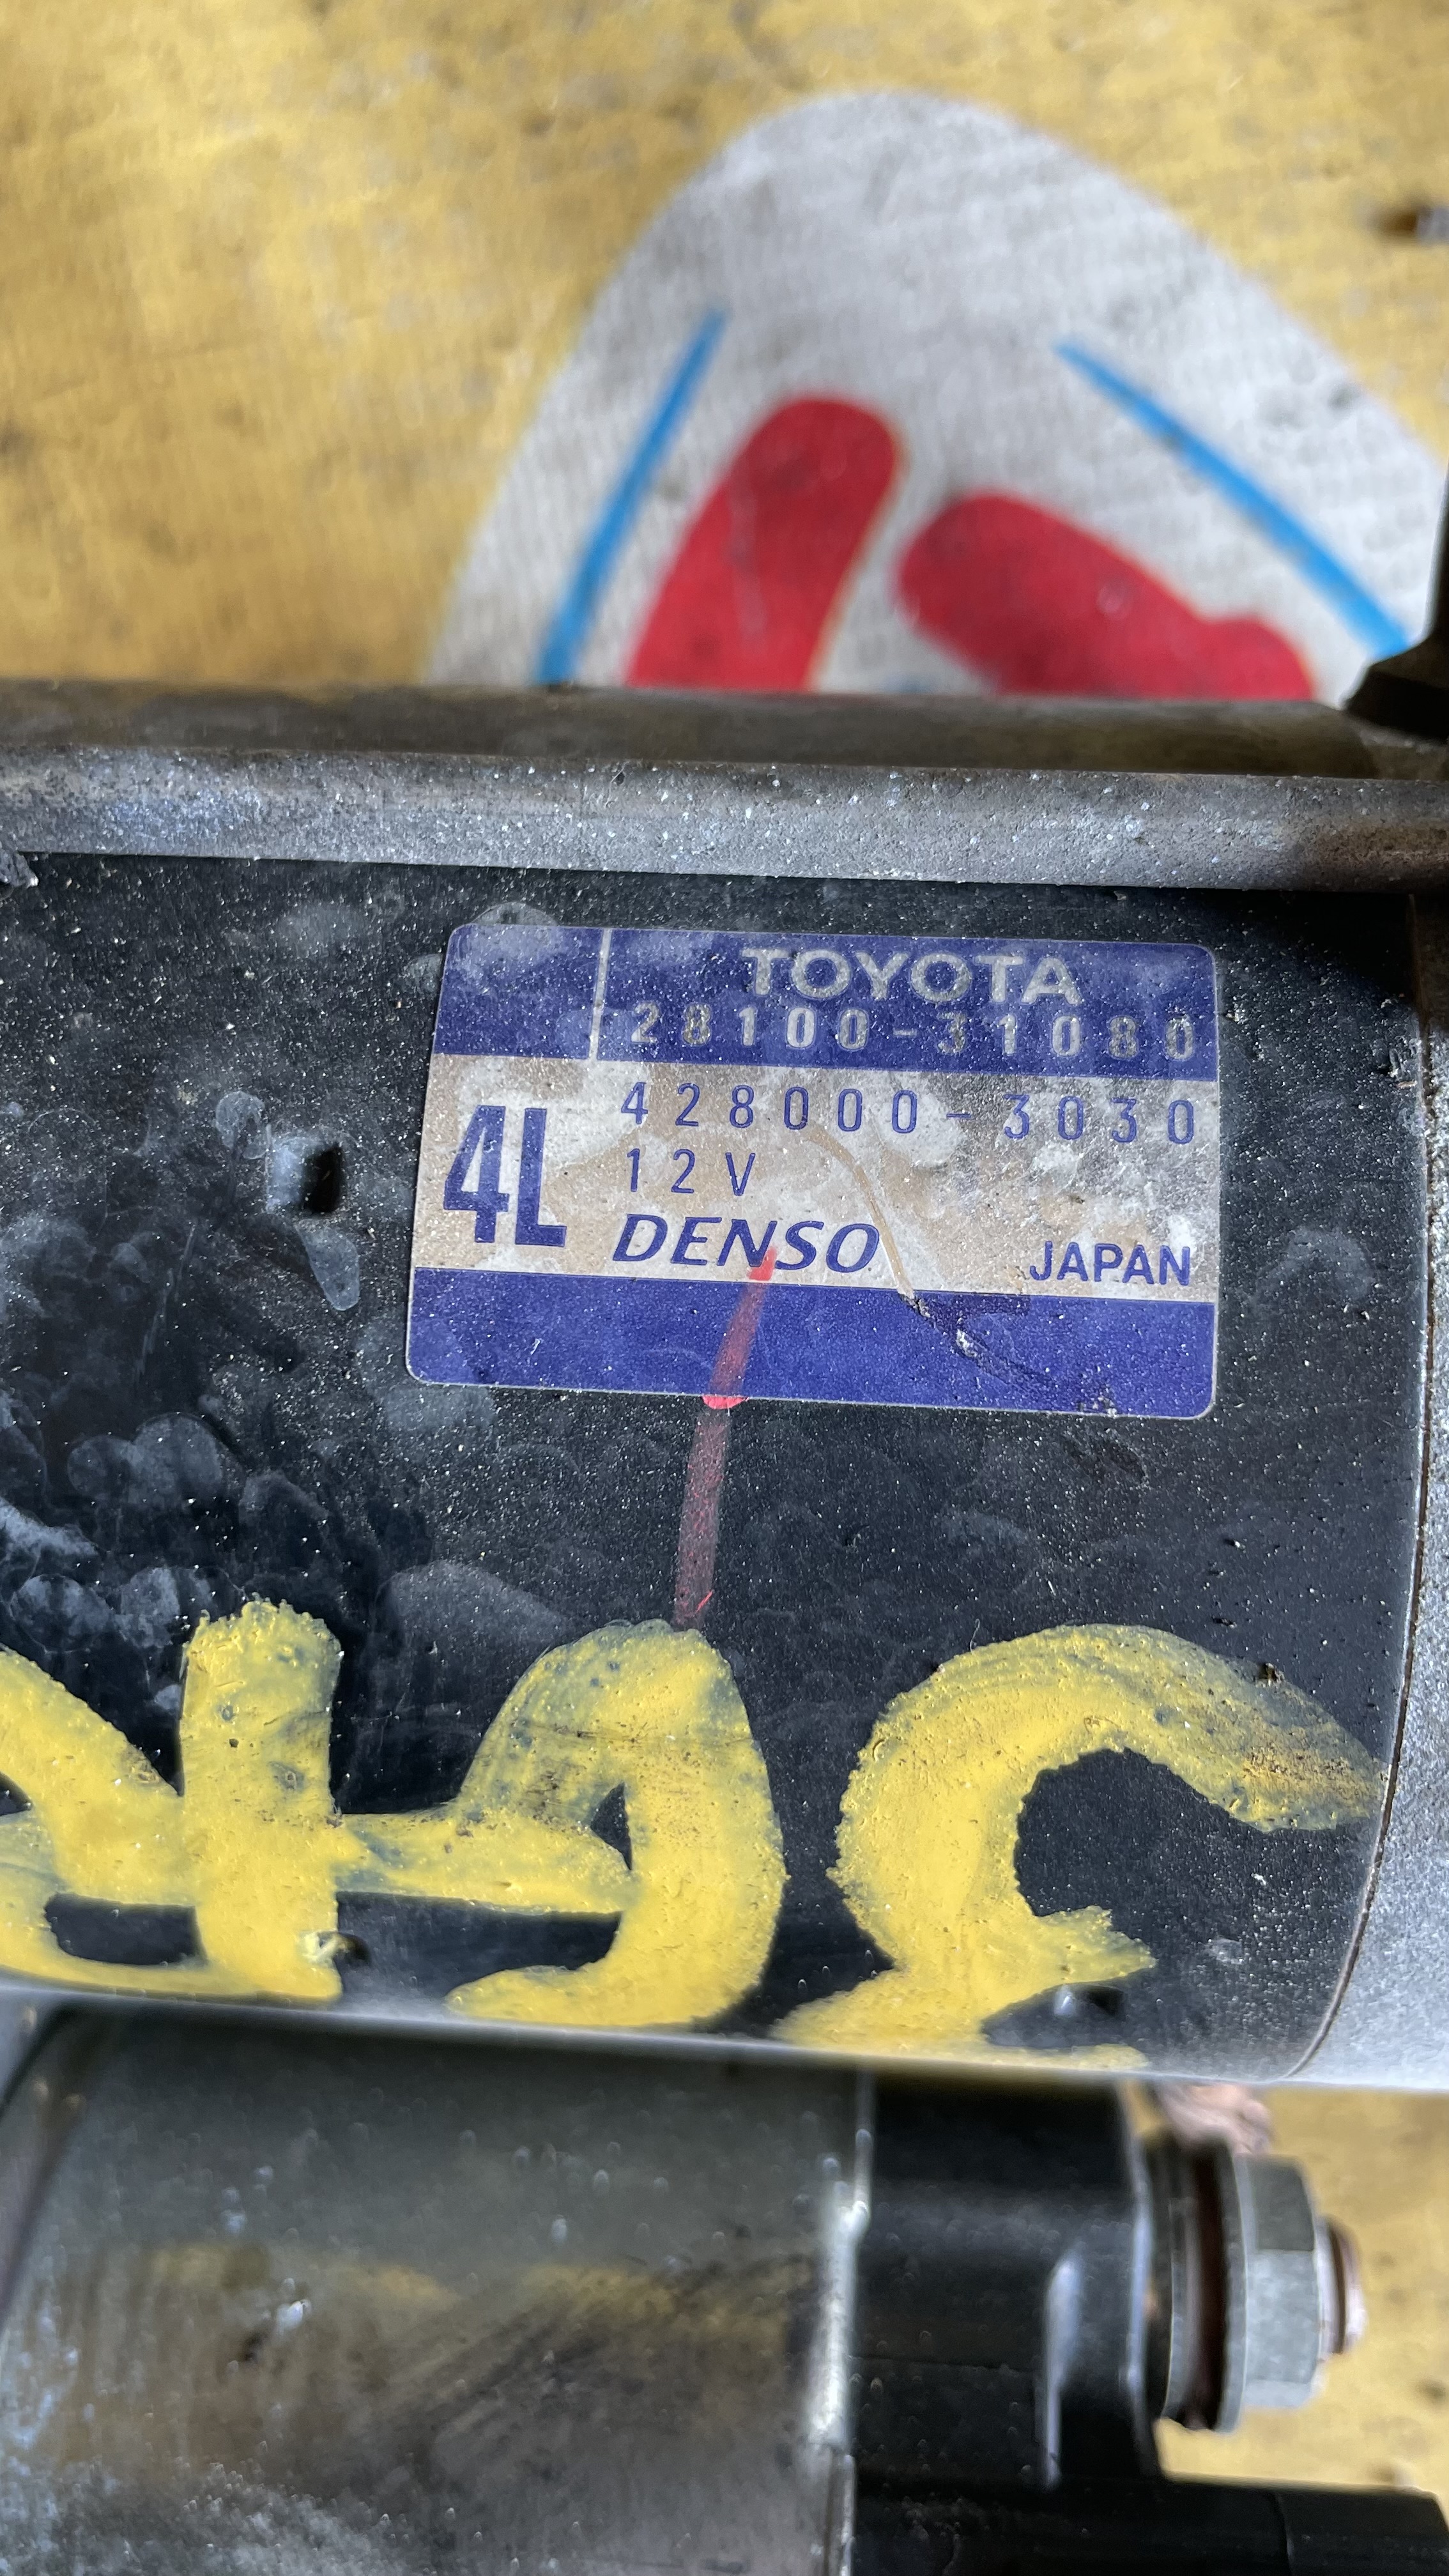 TOYOTA
28100-31080
428000-3030
12V
4L
DENSO JAPAN